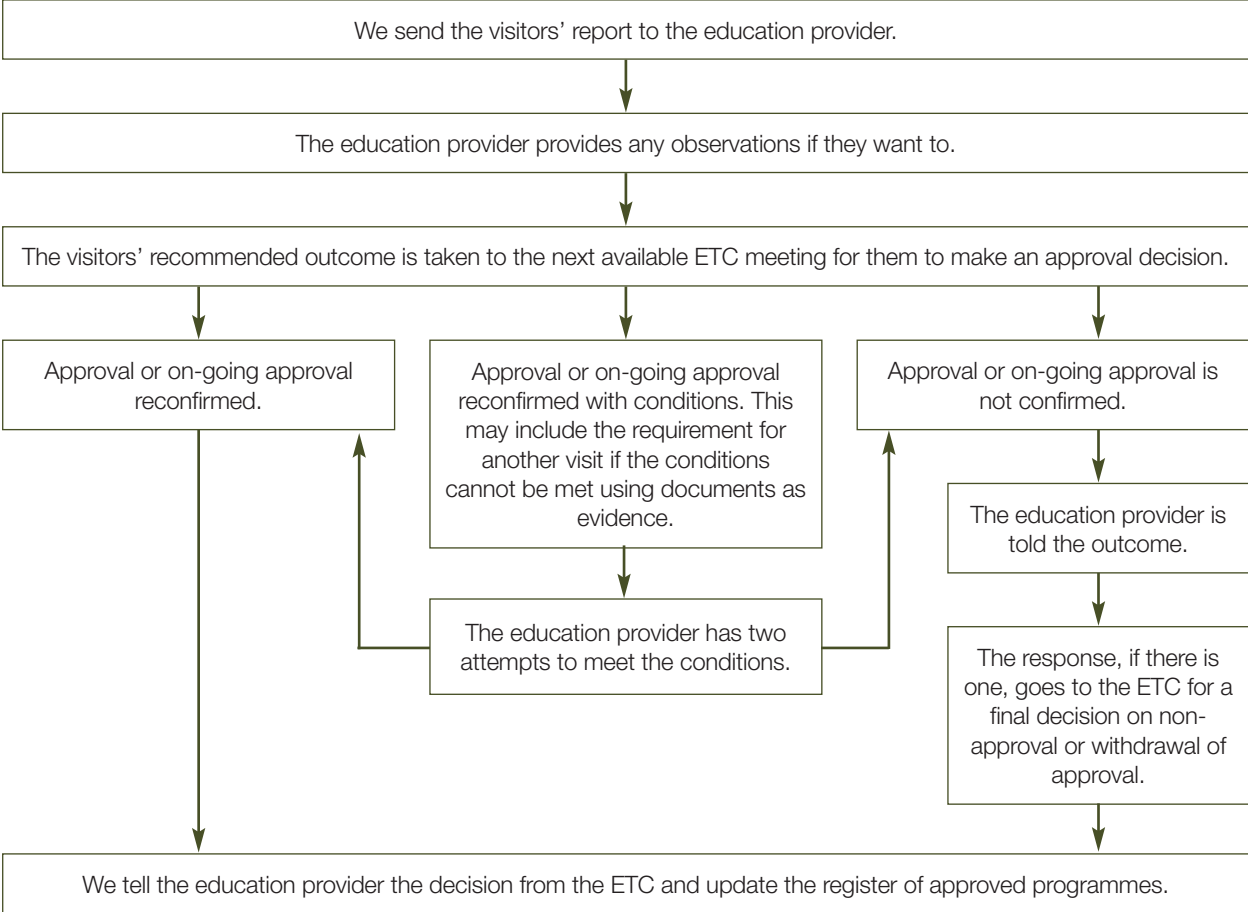 We send the visitors’ report to the education provider.
The education provider provides any observations if they want to.
The visitors’ recommended outcome is taken to the next available ETC meeting for them to make an approval decision.
Approval or on-going approval
reconfirmed.
Approval or on-going approval
reconfirmed with conditions. This
may include the requirement for
another visit if the conditions
cannot be met using documents as
evidence.
Approval or on-going approval is
not confirmed.
The education provider is
told the outcome.
The education provider has two
attempts to meet the conditions.
The response, if there is
one, goes to the ETC for a
final decision on non-
approval or withdrawal of
approval.
We tell the education provider the decision from the ETC and update the register of approved programmes.